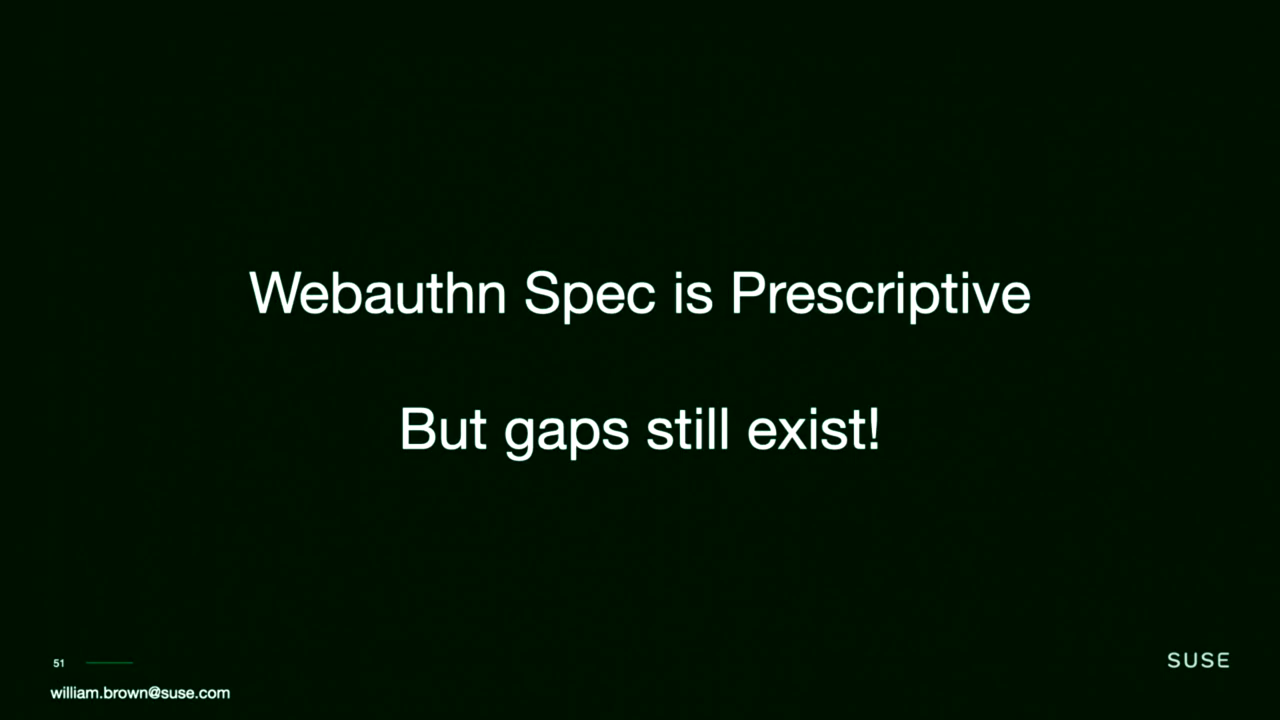 Webauthn Spec is Prescriptive
But gaps still exist!
51
SUSE
william.brown@suse.com